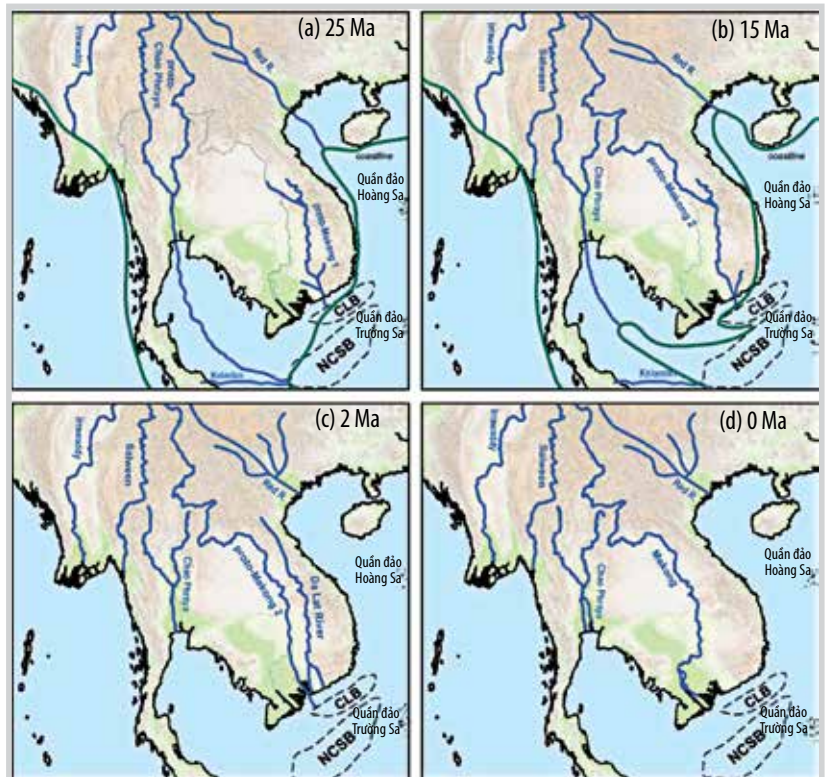 (a) 25 Ma
Irrawaddy
proto-
Chao Phraya
Red R.
coastline
Quần đảo
Hoàng Sa
proto-Mekong 1
CLB
Quần đảo
Trường Sa
NCSB
(b) 15 Ma
Irrawaddy
Salween
Red R.
coastline
Quần đảo
Hoàng Sa
Chao Phraya
proto-Mekong 2
CLB
Quần đảo
Trường Sa
NCSB
(c) 2 Ma
Irrawaddy
Salween
Red R.
Quần đảo
Hoàng Sa
Chao Phraya
proto-Mekong 2
Da Lat River
CLB
Quần đảo
Trường Sa
NCSB
(d) 0 Ma
Irrawaddy
Salween
Red R.
Quần đảo
Hoàng Sa
Chao Phraya
Mekong
CLB
Quần đảo
Trường Sa
NCSB